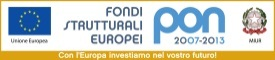 FONDI
STRUTTURALI
EUROPEI
pon
2007-2013
Unione Europea
MIUR
Con l'Europa investiamo nel vostro futuro!